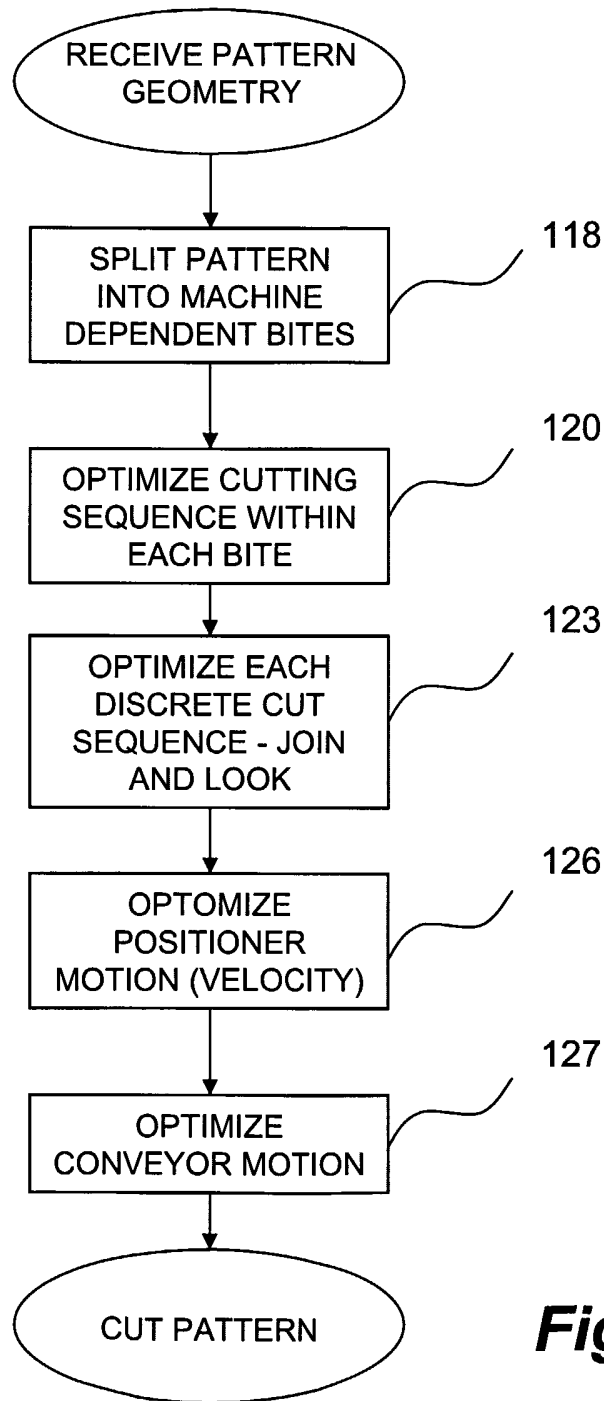 RECEIVE PATTERN
GEOMETRY
118
SPLIT PATTERN
INTO MACHINE
DEPENDENT BITES
120
OPTIMIZE CUTTING
SEQUENCE WITHIN
EACH BITE
123
OPTIMIZE EACH
DISCRETE CUT
SEQUENCE - JOIN
AND LOOK
126
OPTOMIZE
POSITIONER
MOTION (VELOCITY)
127
OPTIMIZE
CONVEYOR MOTION
CUT PATTERN